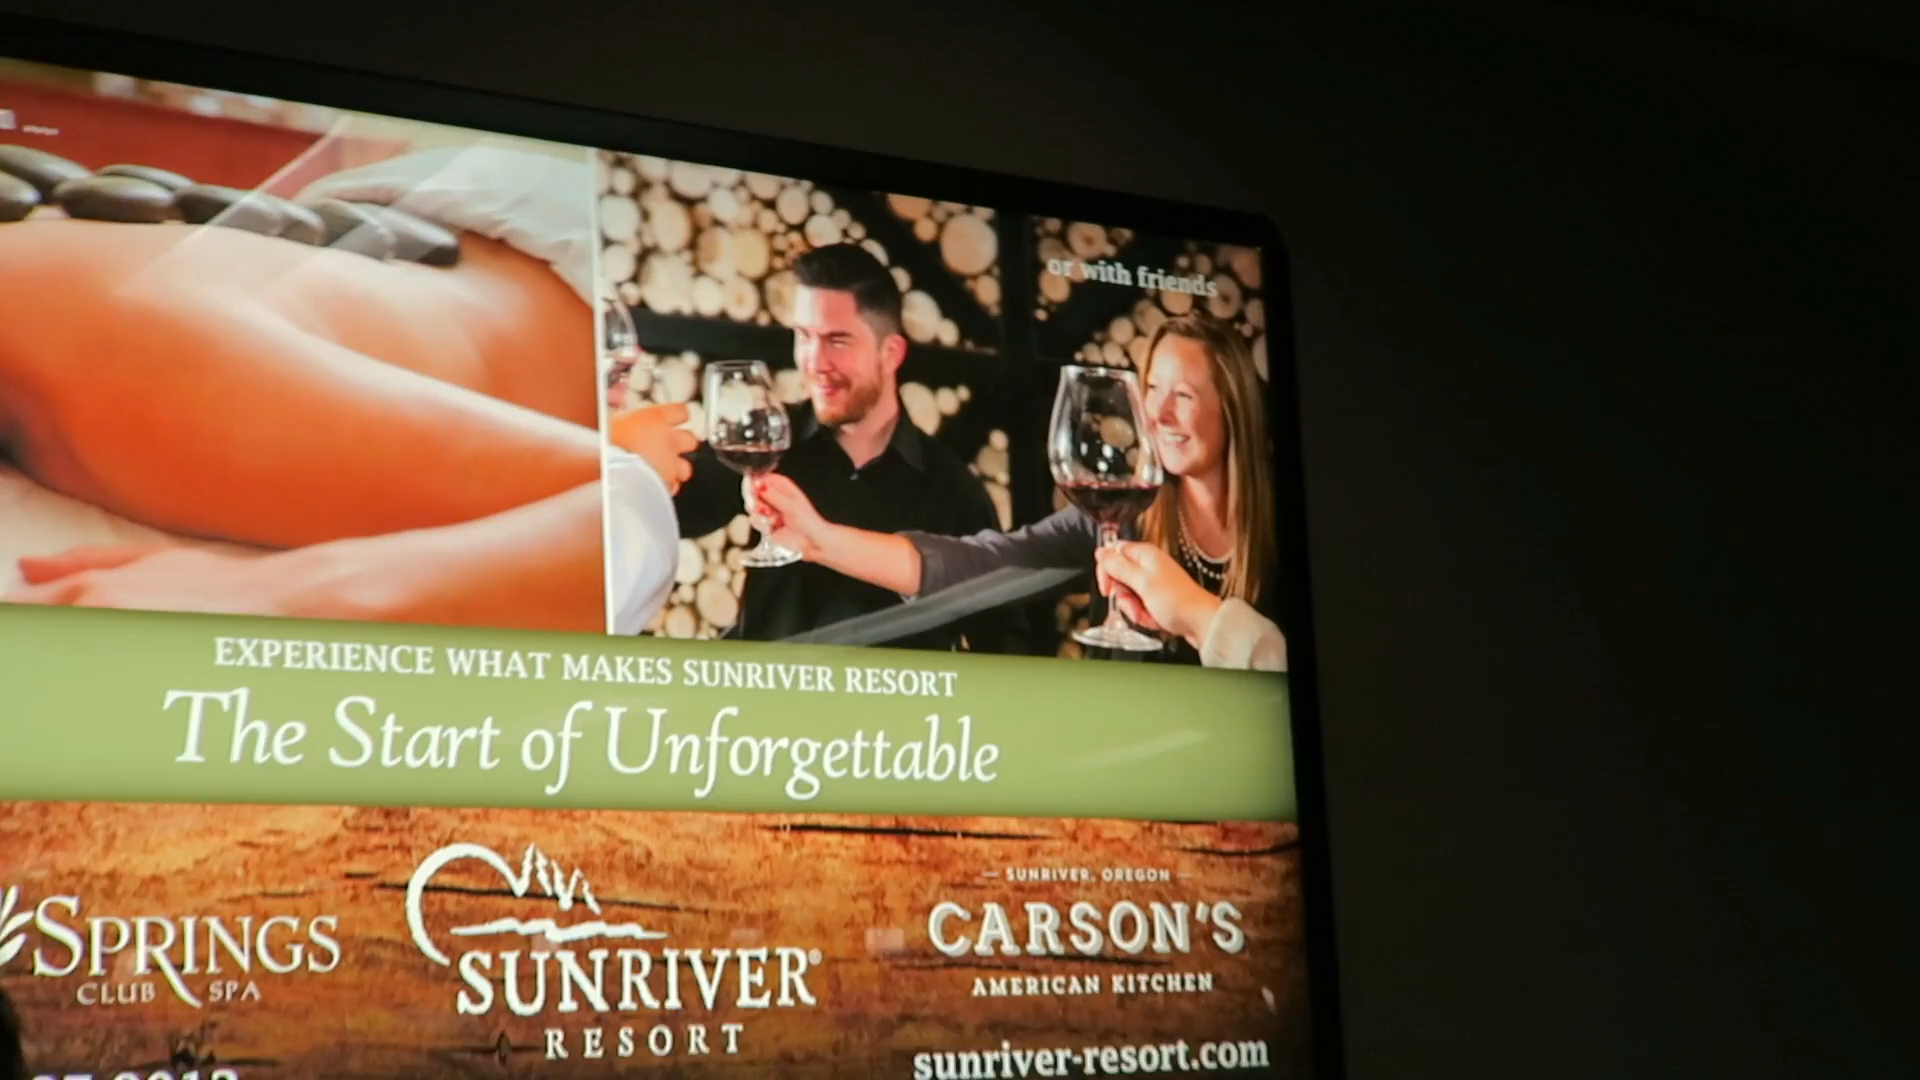 or with friends
EXPERIENCE WHAT MAKES SUNRIVER RESORT
The Start of Unforgettable
SPRINGS
CLUB SPA
SUNRIVER®
RESORT
— SUNRIVER, OREGON —
CARSON'S
AMERICAN KITCHEN
sunriver-resort.com